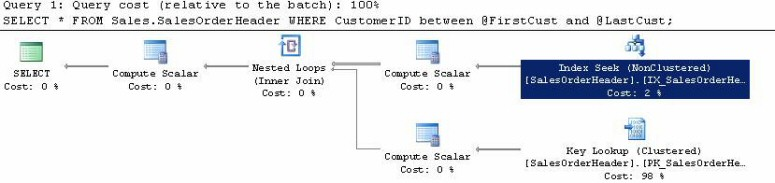 Query 1: Query cost (relative to the batch): 100%
SELECT * FROM Sales.SalesOrderHeader WHERE CustomerID between @FirstCust and @LastCust;
SELECT
Cost: 0 %
Compute Scalar
Cost: 0 %
Nested Loops
(Inner Join)
Cost: 0 %
Compute Scalar
Cost: 0 %
Index Seek (NonClustered)
[SalesOrderHeader].[IX_SalesOrderHe…
Cost: 2 %
Compute Scalar
Cost: 0 %
Key Lookup (Clustered)
[SalesOrderHeader].[PK_SalesOrderHe…
Cost: 98 %